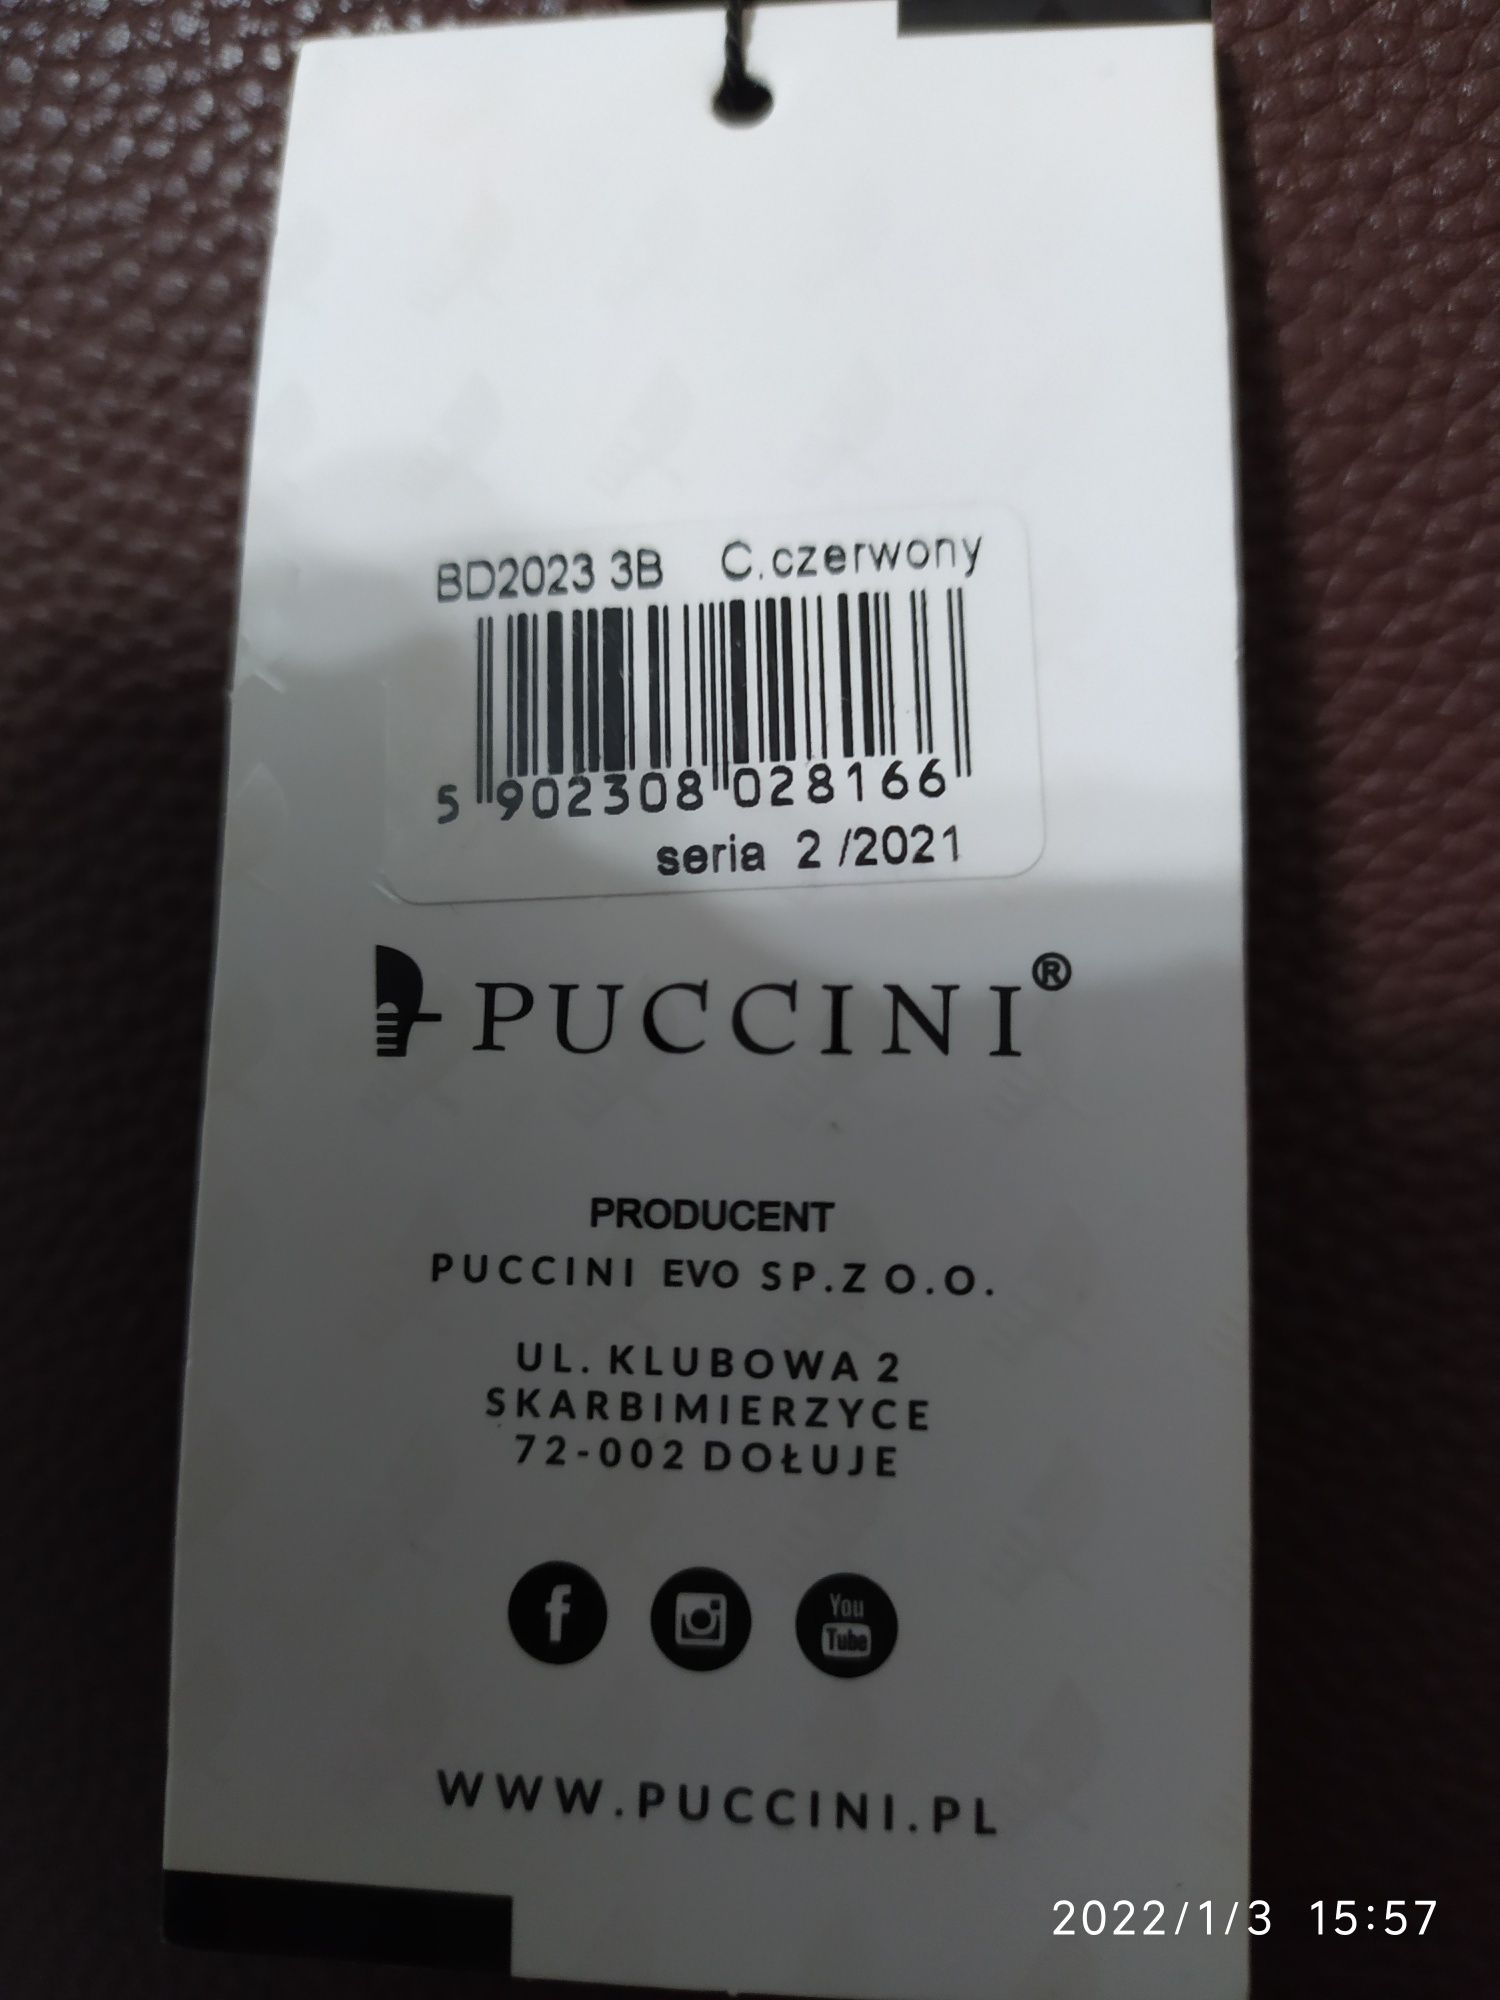 BD2023 3B C.czerwony
5 902308 028166
seria 2 /2021
PUCCINI®
PRODUCENT
PUCCINI EVO SP.Z O.O.
UL. KLUBOWA 2
SKARBIMIERZYCE
72-002 DOŁUJE
f
You
Tube
WWW.PUCCINI.PL
2022/1/3 15:57